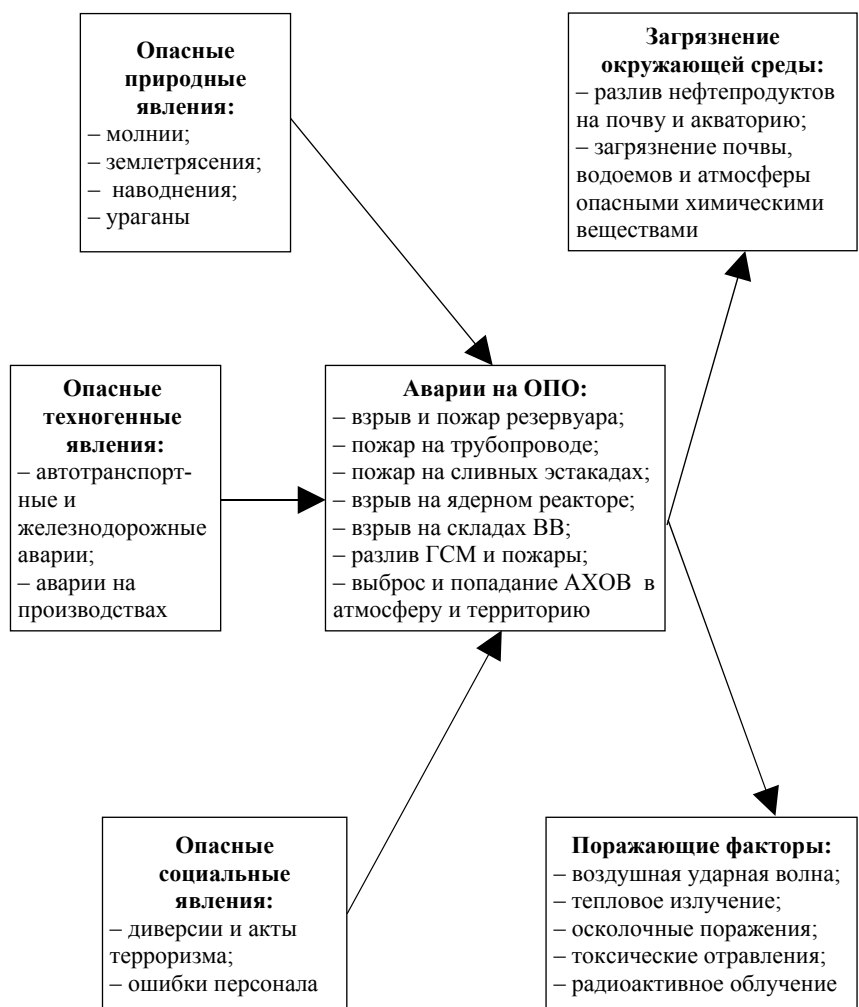 Опасные
природные
явления:
– молнии;
– землетрясения;
– наводнения;
– ураганы
Загрязнение
окружающей среды:
– разлив нефтепродуктов
на почву и акваторию;
– загрязнение почвы,
водоемов и атмосферы
опасными химическими
веществами
Опасные
техногенные
явления:
– автотранспорт-
ные и
железнодорожные
аварии;
– аварии на
производствах
Аварии на ОПО:
– взрыв и пожар резервуара;
– пожар на трубопроводе;
– пожар на сливных эстакадах;
– взрыв на ядерном реакторе;
– взрыв на складах ВВ;
– разлив ГСМ и пожары;
– выброс и попадание АХОВ в
атмосферу и территорию
Опасные
социальные
явления:
– диверсии и акты
терроризма;
– ошибки персонала
Поражающие факторы:
– воздушная ударная волна;
– тепловое излучение;
– осколочные поражения;
– токсические отравления;
– радиоактивное облучение